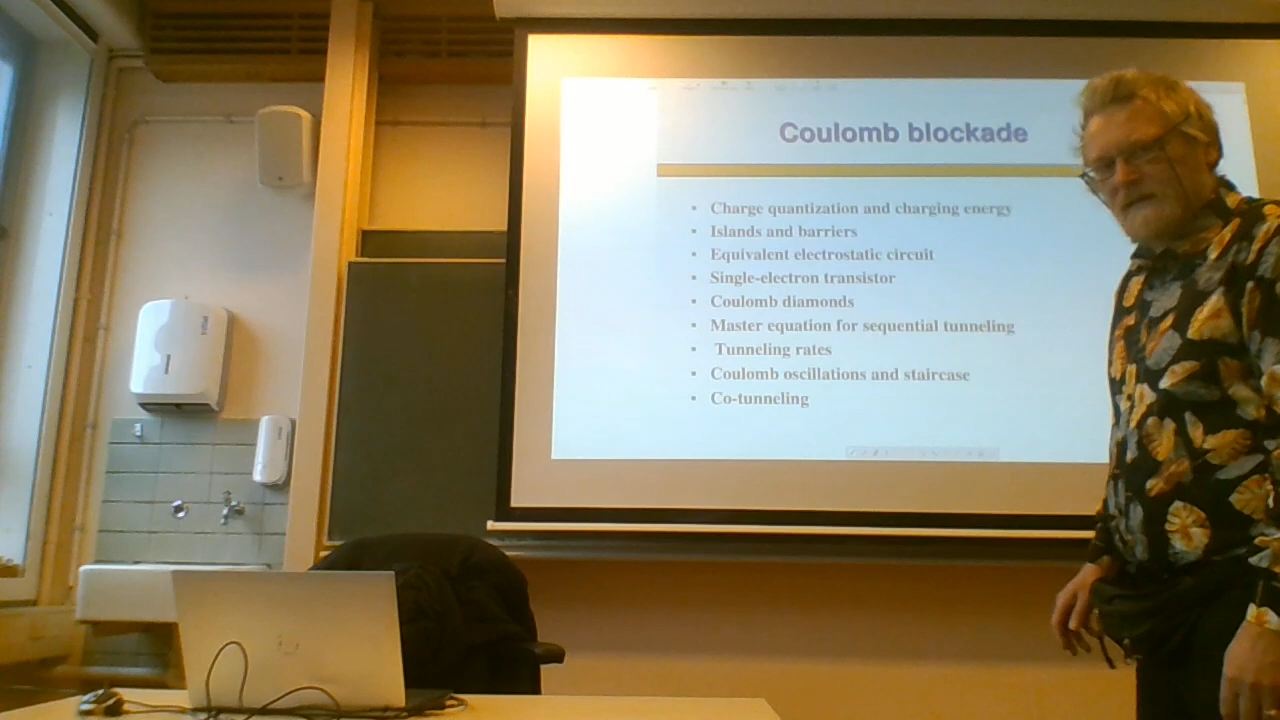 Coulomb blockade
▪ Charge quantization and charging energy
▪ Islands and barriers
▪ Equivalent electrostatic circuit
▪ Single-electron transistor
▪ Coulomb diamonds
▪ Master equation for sequential tunneling
▪ Tunneling rates
▪ Coulomb oscillations and staircase
▪ Co-tunneling